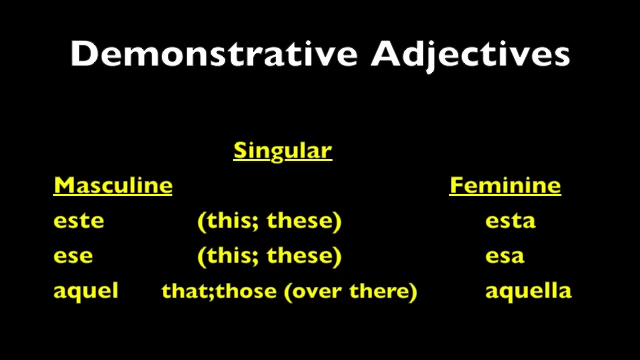 Demonstrative Adjectives
Singular
Masculine Feminine
este (this; these) esta
ese (this; these) esa
aquel that;those (over there) aquella